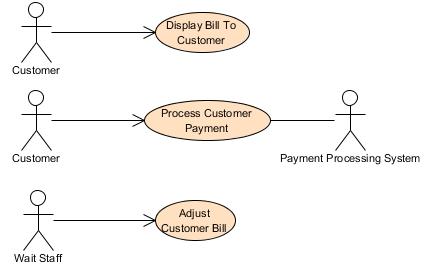 Display Bill To
Customer
Customer
Process Customer
Payment
Customer
Payment Processing System
Adjust
Customer Bill
Wait Staff